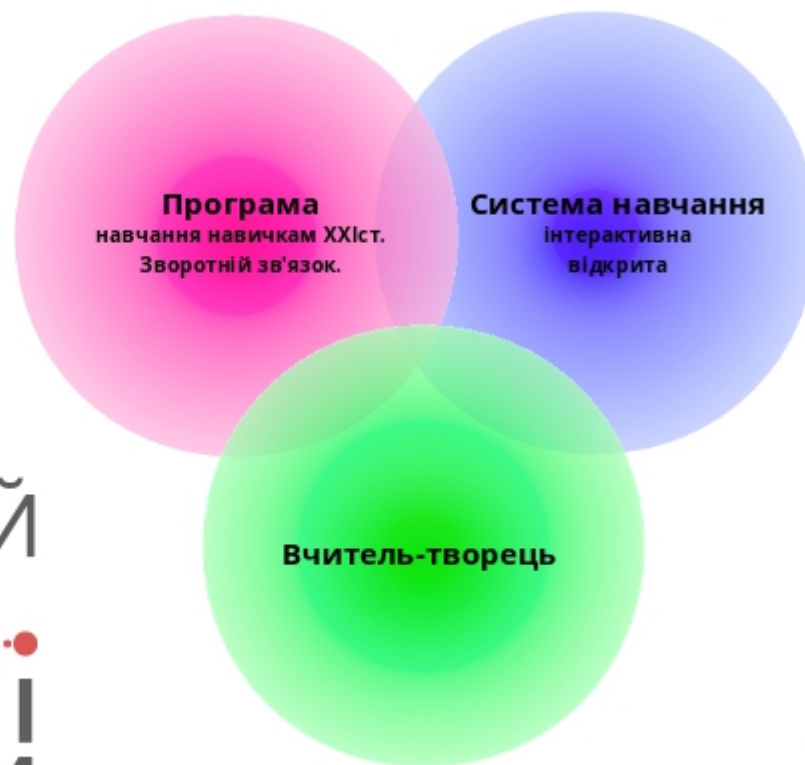 Програма
навчання навичкам XXIст.
Зворотній зв'язок.
Система навчання
інтерактивна
відкрита
Вчитель-творець
Й
і